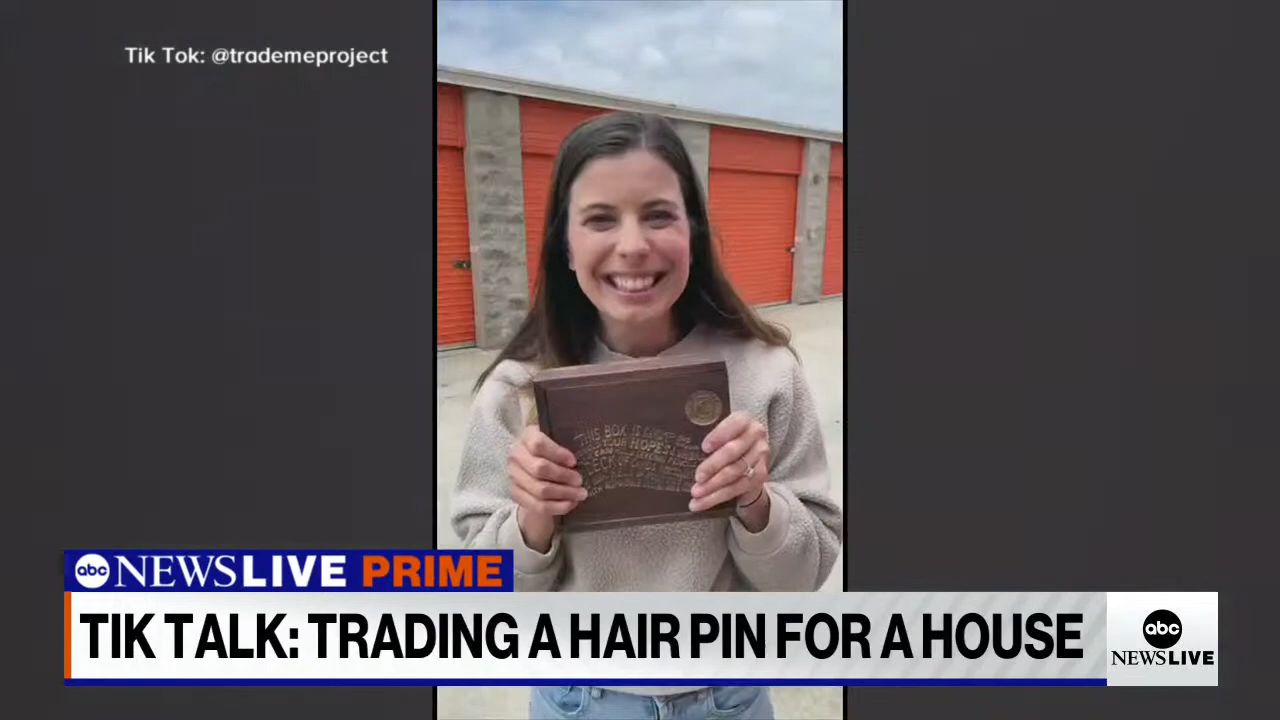 Tik Tok: @trademeproject
THIS BOX IS
YOUR HOPES
abc NEWS LIVE PRIME
TIK TALK: TRADING A HAIR PIN FOR A HOUSE
abc
NEWS LIVE